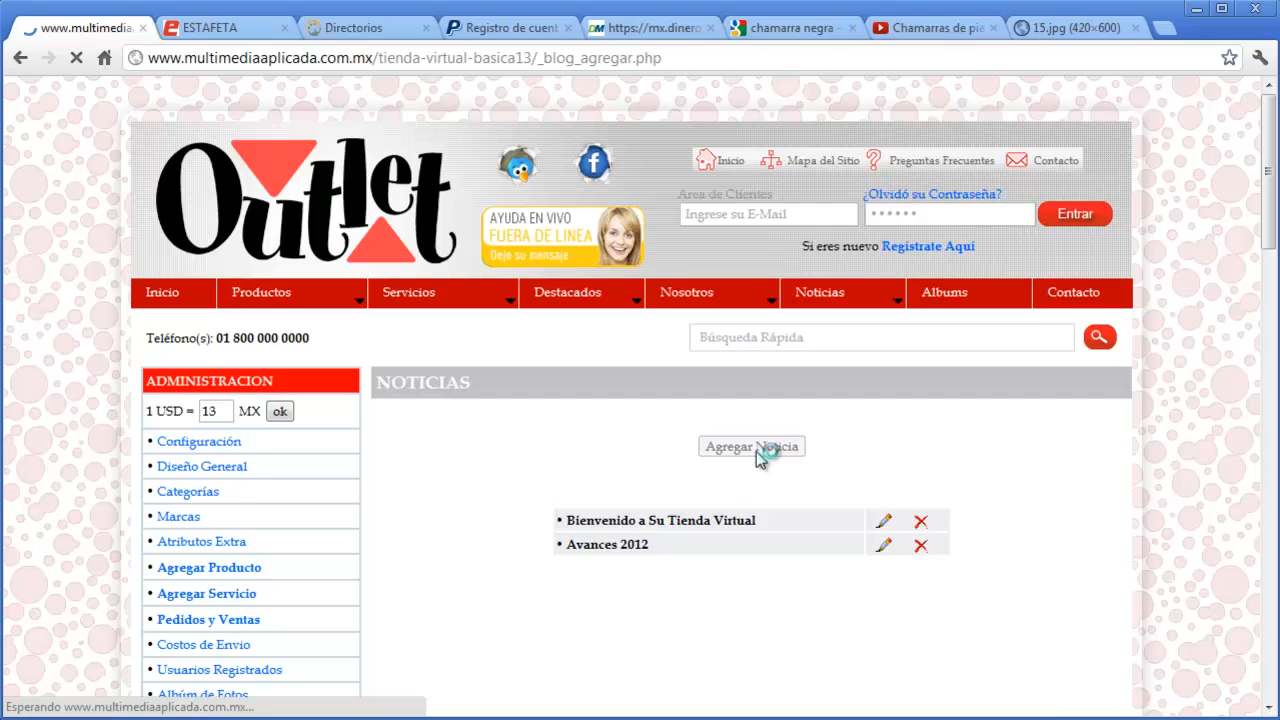 www.multimedia
ESTAFETA
Directorios
Registro de cuent
https://mx.dinero
chamarra negra -
Chamarras de pie
15.jpg (420×600)
www.multimediaaplicada.com.mx/tienda-virtual-basica13/_blog_agregar.php
Outlet
AYUDA EN VIVO
FUERA DE LINEA
Deje su mensaje
Inicio
Mapa del Sitio
Preguntas Frecuentes
Contacto
Area de Clientes
¿Olvidó su Contraseña?
Ingrese su E-Mail
Entrar
Si eres nuevo Registrate Aquí
Inicio
Productos
Servicios
Destacados
Nosotros
Noticias
Albums
Contacto
Teléfono(s): 01 800 000 0000
Búsqueda Rápida
ADMINISTRACION
1 USD = 13 MX ok
• Configuración
• Diseño General
• Categorías
• Marcas
• Atributos Extra
• Agregar Producto
• Agregar Servicio
• Pedidos y Ventas
• Costos de Envio
• Usuarios Registrados
• Albúm de Fotos
NOTICIAS
Agregar Noticia
• Bienvenido a Su Tienda Virtual
• Avances 2012
Esperando www.multimediaaplicada.com.mx...